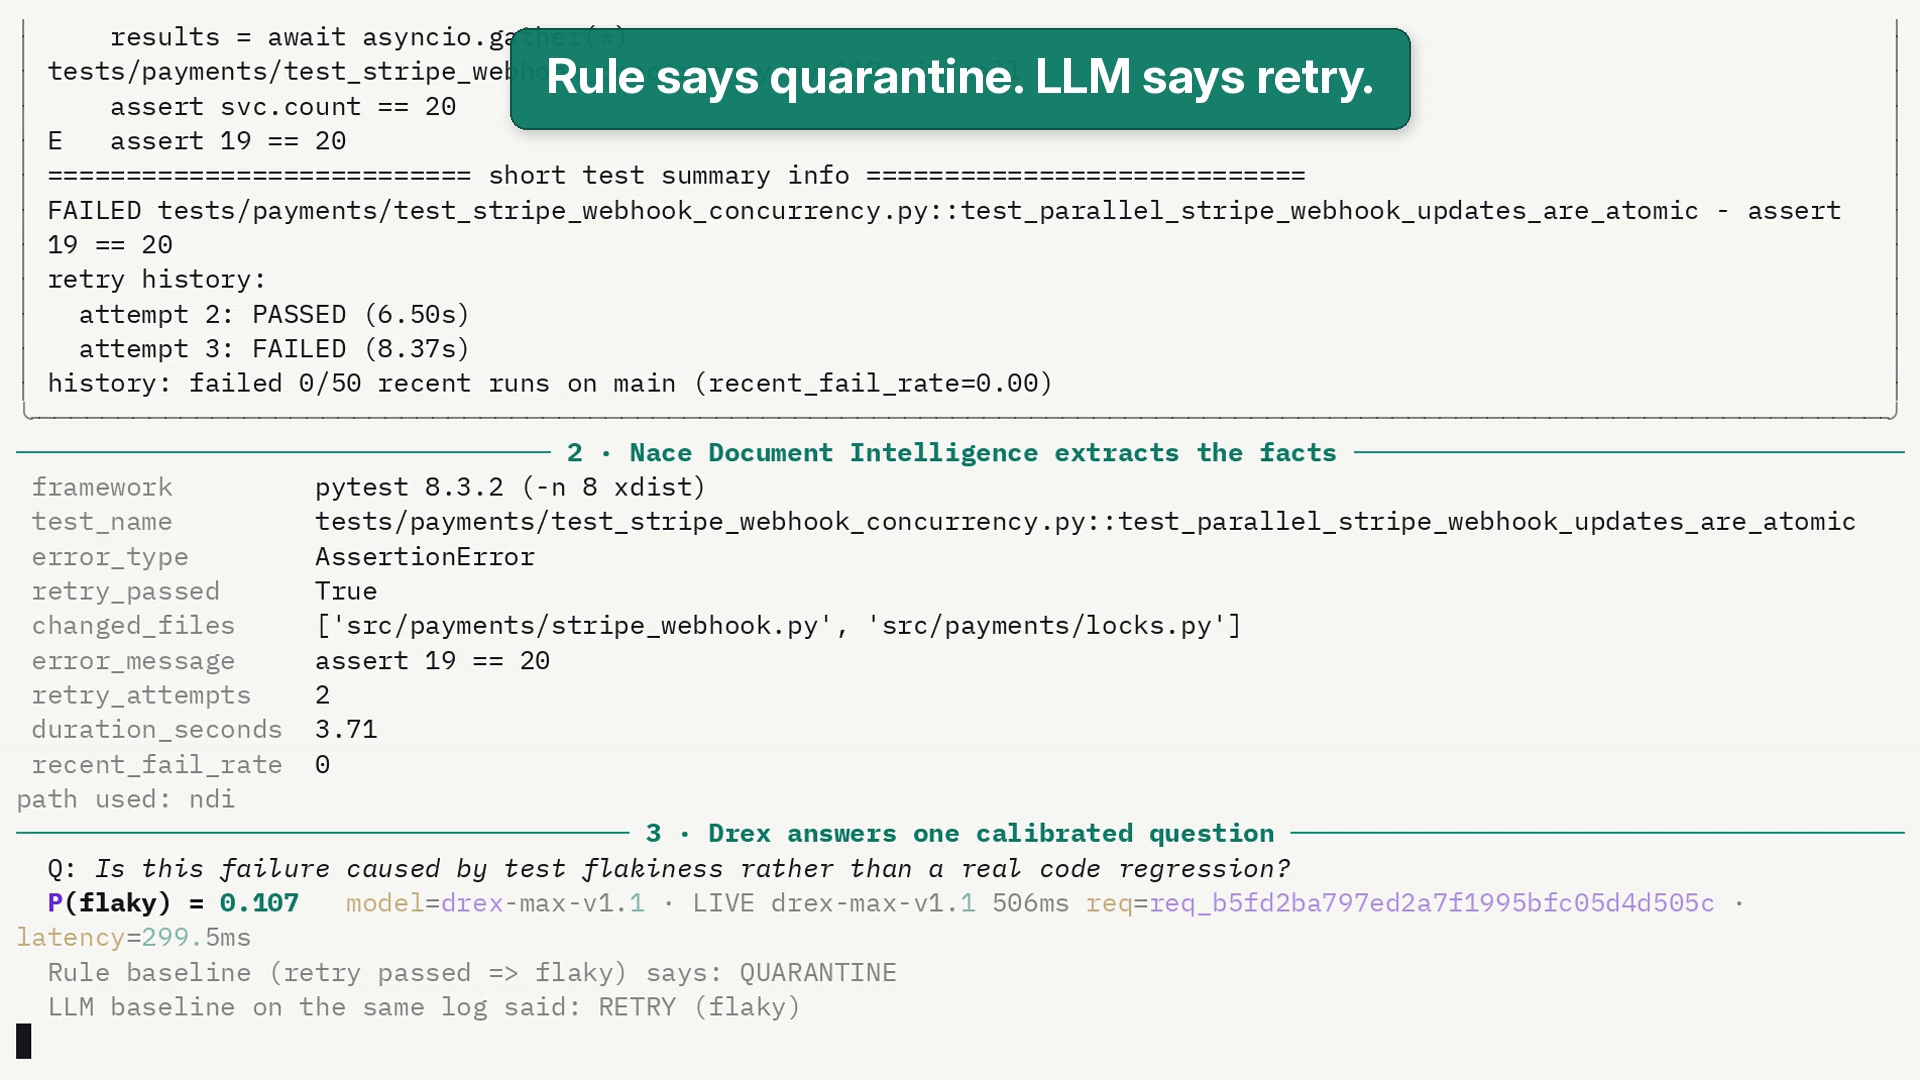 results = await asyncio.gather(*)
Rule says quarantine. LLM says retry.
tests/payments/test_stripe_webho
assert svc.count == 20
E   assert 19 == 20
=========================== short test summary info ============================
FAILED tests/payments/test_stripe_webhook_concurrency.py::test_parallel_stripe_webhook_updates_are_atomic - assert
19 == 20
retry history:
attempt 2: PASSED (6.50s)
attempt 3: FAILED (8.37s)
history: failed 0/50 recent runs on main (recent_fail_rate=0.00)
2 · Nace Document Intelligence extracts the facts
framework pytest 8.3.2 (-n 8 xdist)
test_name tests/payments/test_stripe_webhook_concurrency.py::test_parallel_stripe_webhook_updates_are_atomic
error_type AssertionError
retry_passed True
changed_files ['src/payments/stripe_webhook.py', 'src/payments/locks.py']
error_message assert 19 == 20
retry_attempts 2
duration_seconds 3.71
recent_fail_rate 0
path used: ndi
3 · Drex answers one calibrated question
Q: Is this failure caused by test flakiness rather than a real code regression?
P(flaky) = 0.107   model=drex-max-v1.1 · LIVE drex-max-v1.1 506ms req=req_b5fd2ba797ed2a7f1995bfc05d4d505c ·
latency=299.5ms
Rule baseline (retry passed => flaky) says: QUARANTINE
LLM baseline on the same log said: RETRY (flaky)